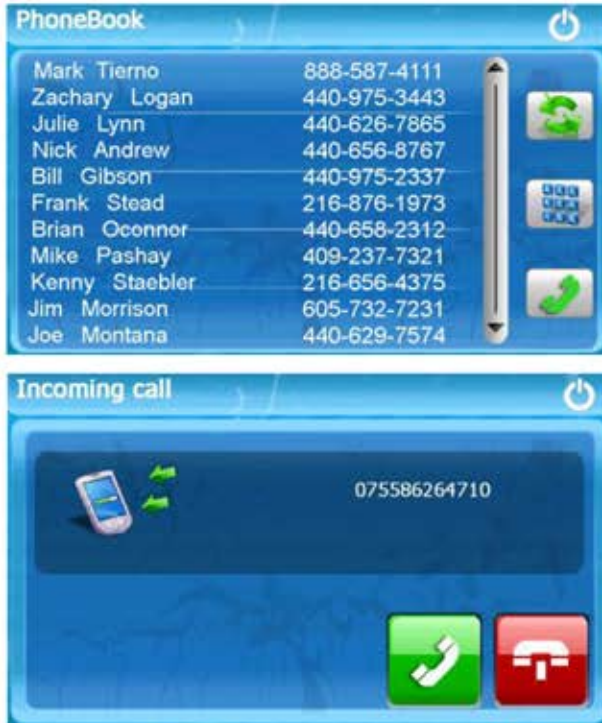 PhoneBook
Mark Tierno 888-587-4111
Zachary Logan 440-975-3443
Julie Lynn 440-626-7865
Nick Andrew 440-656-8767
Bill Gibson 440-975-2337
Frank Stead 216-876-1973
Brian Oconnor 440-658-2312
Mike Pashay 409-237-7321
Kenny Staebler 216-656-4375
Jim Morrison 605-732-7231
Joe Montana 440-629-7574
Incoming call
075586264710